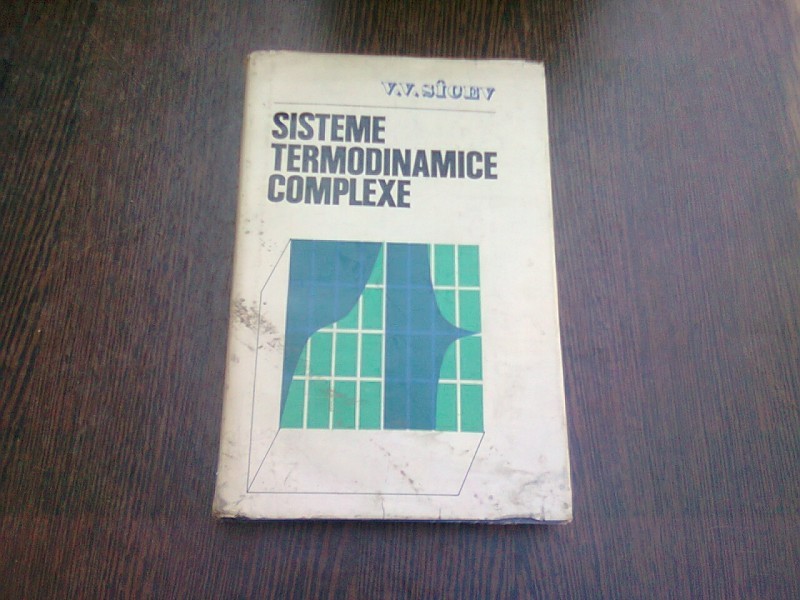 V.V. SÎCEV
SISTEME
TERMODINAMICE
COMPLEXE